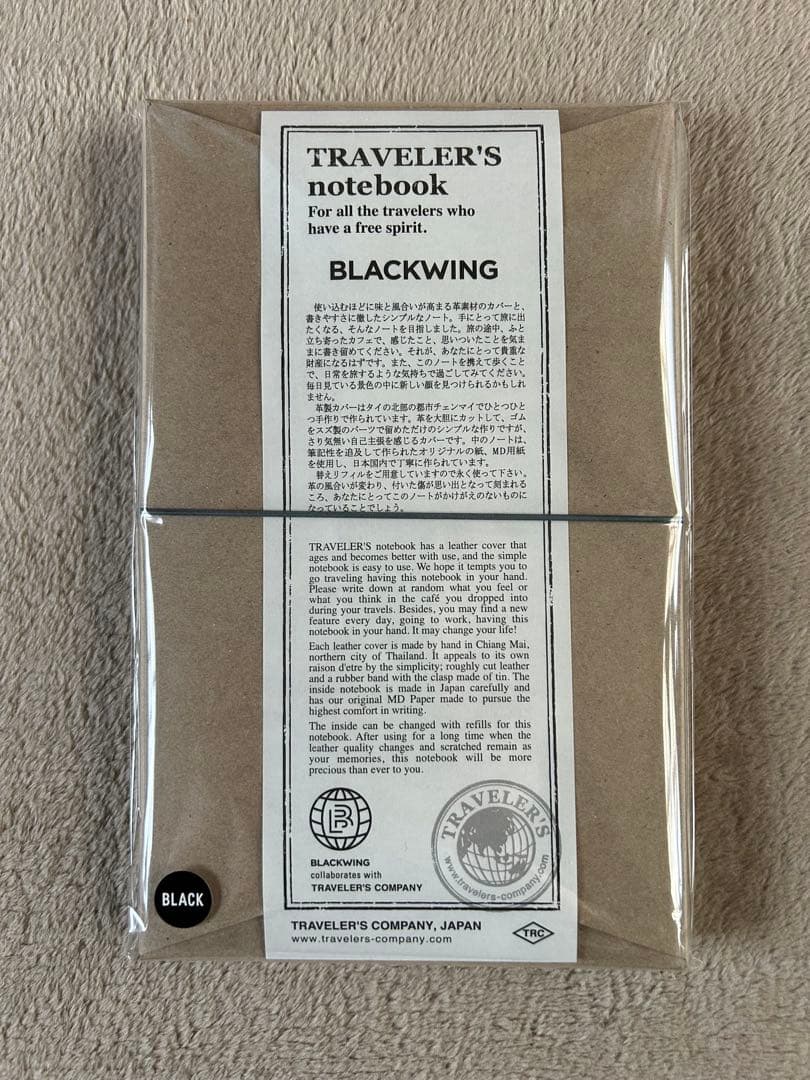 TRAVELER'S
notebook
For all the travelers who
have a free spirit.
BLACKWING
使い込むほどに味と風合いが高まる革素材のカバーと、
書きやすさに徹したシンプルなノート。手にとって旅に出
たくなる、そんなノートを目指しました。旅の途中、ふと
立ち寄ったカフェで、感じたこと、思いついたことを気ま
まに書き留めてください。それが、あなたにとって貴重な
財産になるはずです。また、このノートを携えて歩くこと
で、日常を旅するような気持ちで過ごしてみてください。
毎日見ている景色の中に新しい顔を見つけられるかもしれ
ません。
革製カバーはタイの北部の都市チェンマイでひとつひと
つ手作りで作られています。革を大胆にカットして、ゴム
をスズ製のパーツで留めただけのシンプルな作りですが、
さり気無い自己主張を感じるカバーです。中のノートは、
筆記性を追及して作られたオリジナルの紙、MD用紙
を使用し、日本国内で丁寧に作られています。
替えリフィルをご用意していますので永く使って下さい。
革の風合いが変わり、付いた傷が思い出となって刻まれる
ころ、あなたにとってこのノートがかけがえのないものに
なっていることでしょう。
TRAVELER'S notebook has a leather cover that
ages and becomes better with use, and the simple
notebook is easy to use. We hope it tempts you to
go traveling having this notebook in your hand.
Please write down at random what you feel or
what you think in the café you dropped into
during your travels. Besides, you may find a new
feature every day, going to work, having this
notebook in your hand. It may change your life!
Each leather cover is made by hand in Chiang Mai,
northern city of Thailand. It appeals to its own
raison d'etre by the simplicity; roughly cut leather
and a rubber band with the clasp made of tin. The
inside notebook is made in Japan carefully and
has our original MD Paper made to pursue the
highest comfort in writing.
The inside can be changed with refills for this
notebook. After using for a long time when the
leather quality changes and scratched remain as
your memories, this notebook will be more
precious than ever to you.
BLACKWING
collaborates with
TRAVELER'S COMPANY
TRAVELER'S
www.travelers-company.com
BLACK
TRAVELER'S COMPANY, JAPAN
www.travelers-company.com
TRC